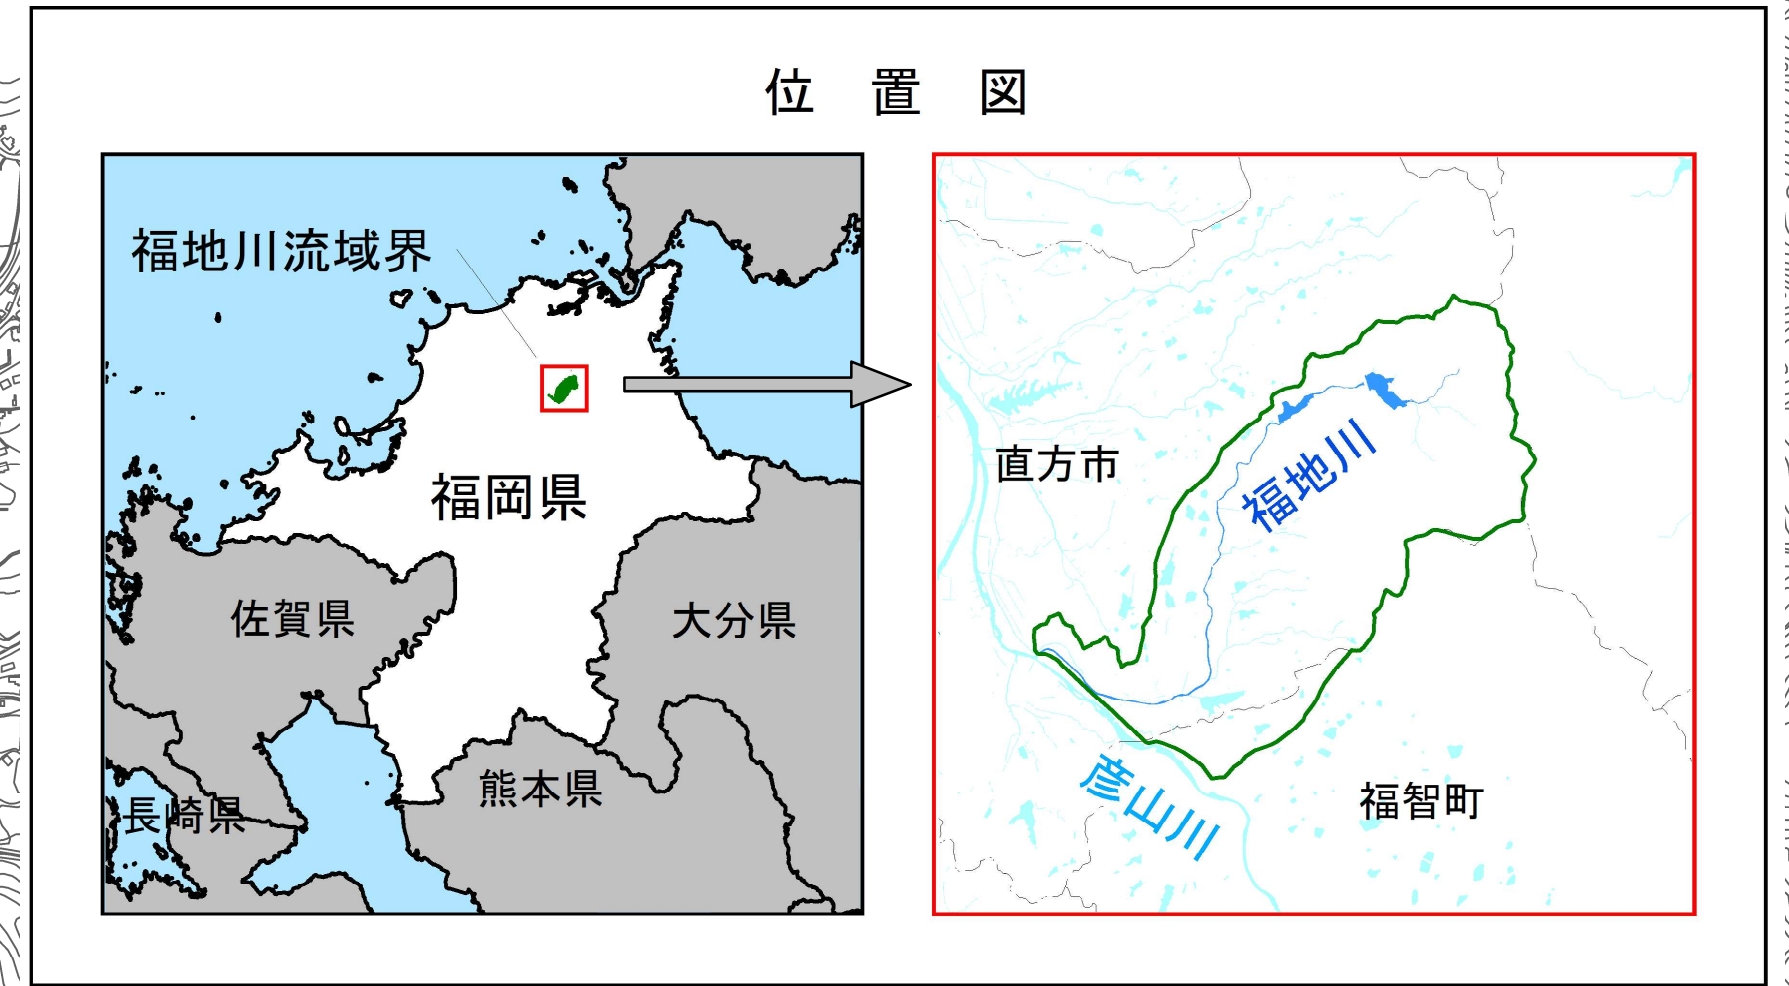 位 置 図
福地川流域界
福岡県
佐賀県
大分県
熊本県
長崎県
直方市
福地川
彦山川
福智町